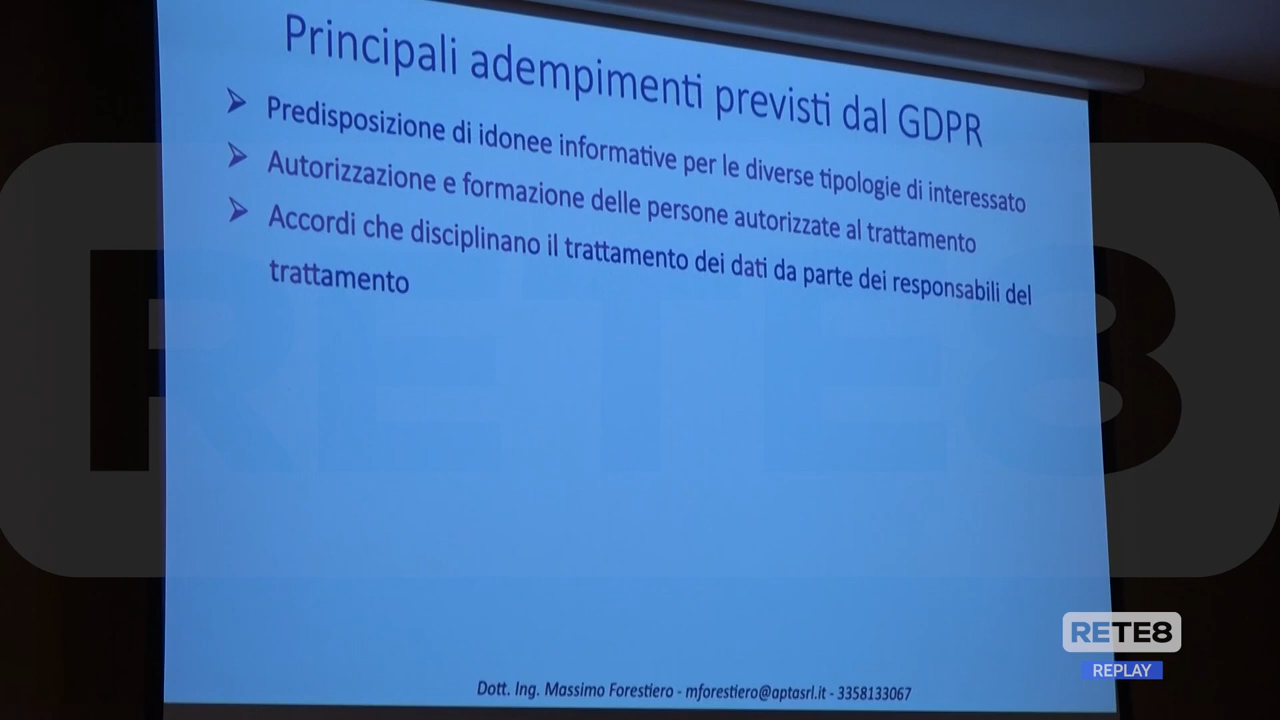 Principali adempimenti previsti dal GDPR
➢ Predisposizione di idonee informative per le diverse tipologie di interessato
➢ Autorizzazione e formazione delle persone autorizzate al trattamento
➢ Accordi che disciplinano il trattamento dei dati da parte dei responsabili del
trattamento
RETE8
RETE8
REPLAY
Dott. Ing. Massimo Forestiero - mforestiero@aptasrl.it - 3358133067